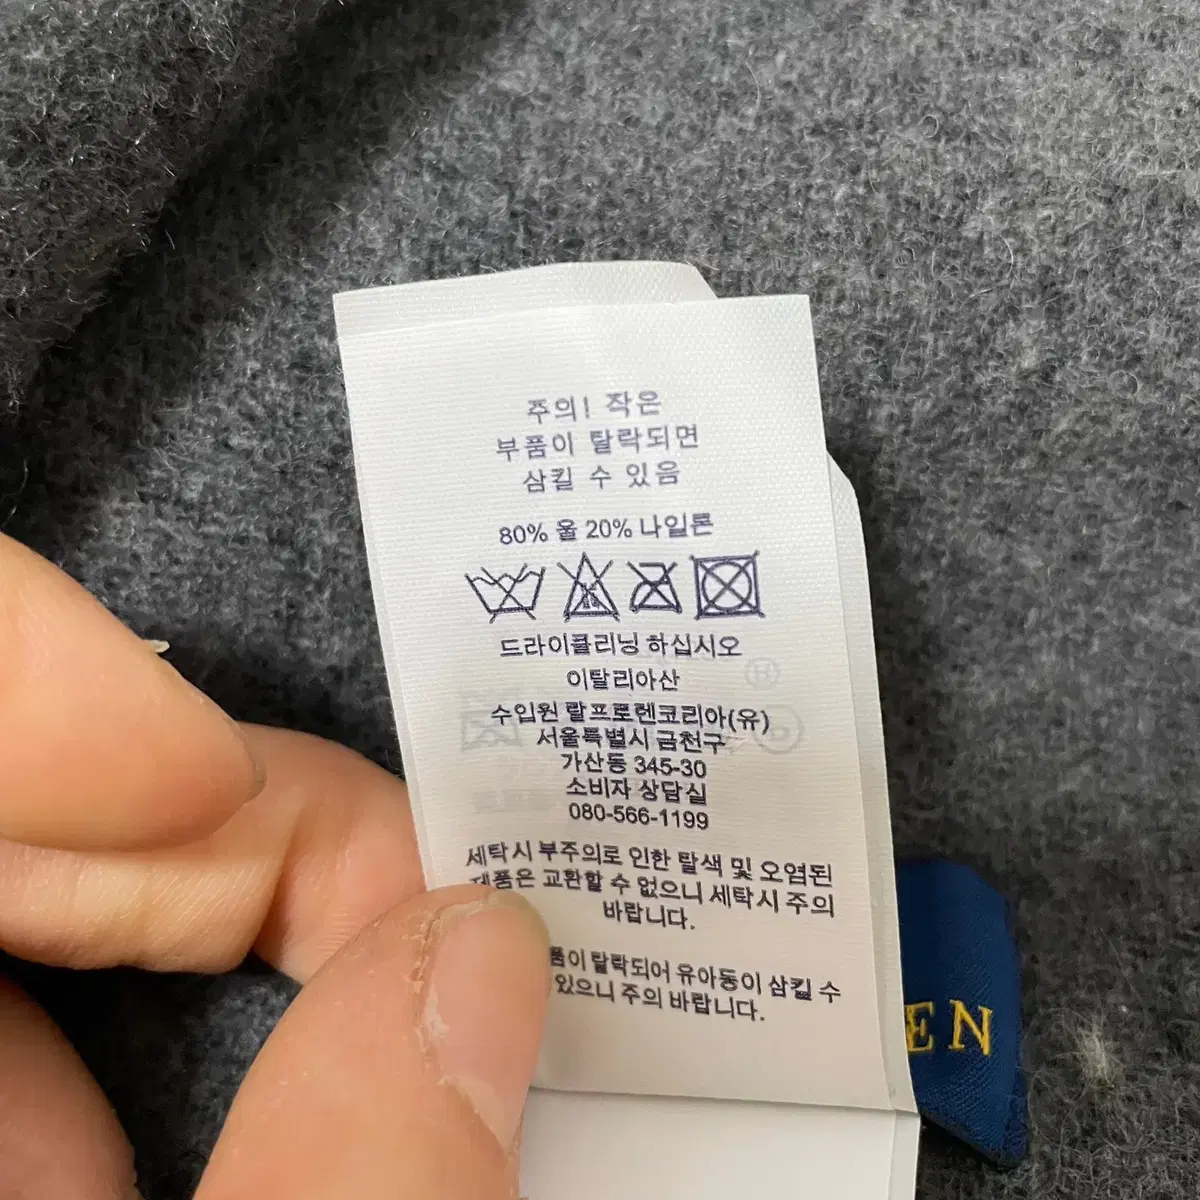 주의! 작은
부품이 탈락되면
삼킬 수 있음
80% 울 20% 나일론
드라이클리닝 하십시오
이탈리아산
수입원 랄프로렌코리아(유)
서울특별시 금천구
가산동 345-30
소비자 상담실
080-566-1199
세탁시 부주의로 인한 탈색 및 오염된
제품은 교환할 수 없으니 세탁시 주의
바랍니다.
품이 탈락되어 유아동이 삼킬 수
있으니 주의 바랍니다.
EN